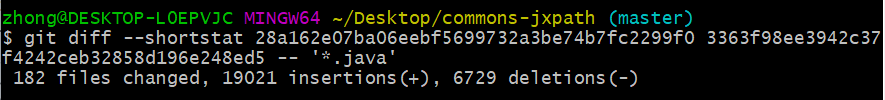 zhong@DESKTOP-L0EPVJC MINGW64 ~/Desktop/commons-jxpath (master)
$ git diff --shortstat 28a162e07ba06eebf5699732a3be74b7fc2299f0 3363f98ee3942c37
f4242ceb32858d196e248ed5 -- '*.java'
 182 files changed, 19021 insertions(+), 6729 deletions(-)